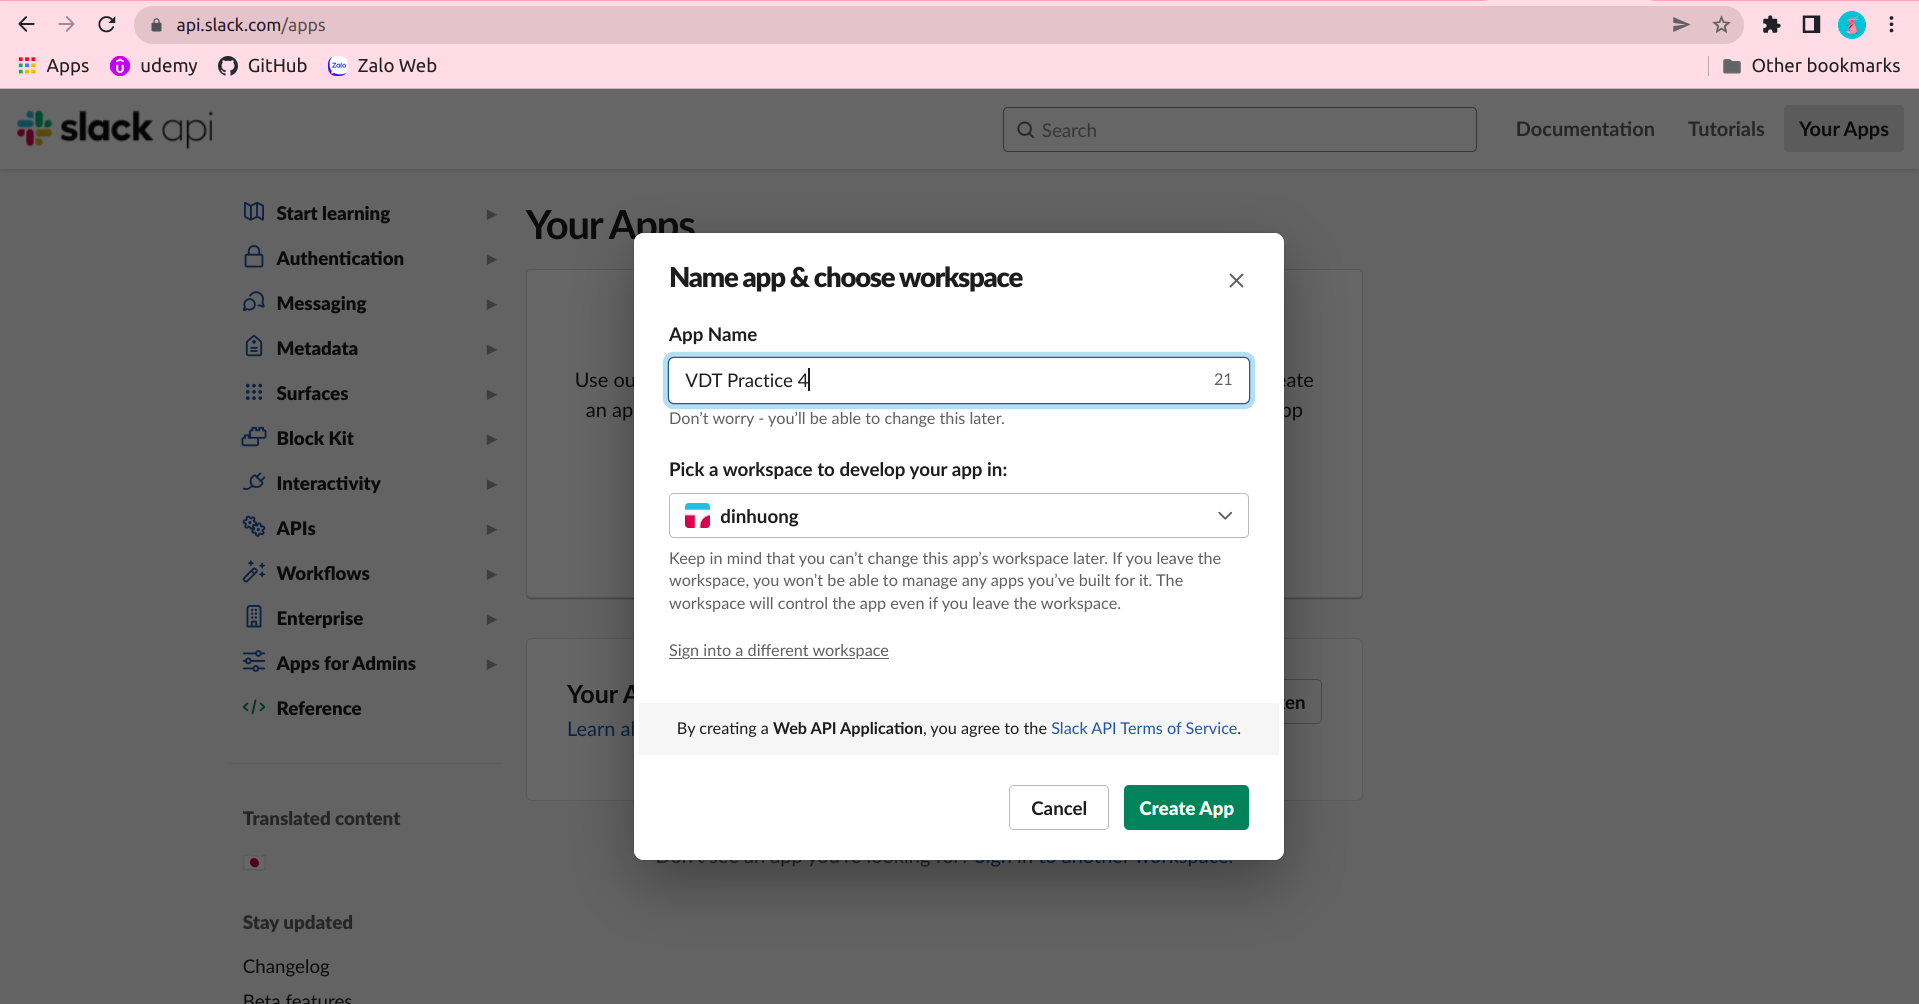 api.slack.com/apps
Apps
udemy
GitHub
Zalo Web
Other bookmarks
slack api
Search
Documentation
Tutorials
Your Apps
Start learning
Authentication
Messaging
Metadata
Surfaces
Block Kit
Interactivity
APIs
Workflows
Enterprise
Apps for Admins
Reference
Translated content
Stay updated
Changelog
Beta features
Your Apps
Use
an
Your
Learn
Name app & choose workspace
App Name
VDT Practice 4
21
Don't worry - you'll be able to change this later.
Pick a workspace to develop your app in:
dinhuong
Keep in mind that you can't change this app's workspace later. If you leave the
workspace, you won't be able to manage any apps you've built for it. The
workspace will control the app even if you leave the workspace.
Sign into a different workspace
By creating a Web API Application, you agree to the Slack API Terms of Service.
Cancel
Create App
Don't see an app you're looking for? Sign in to another workspace.